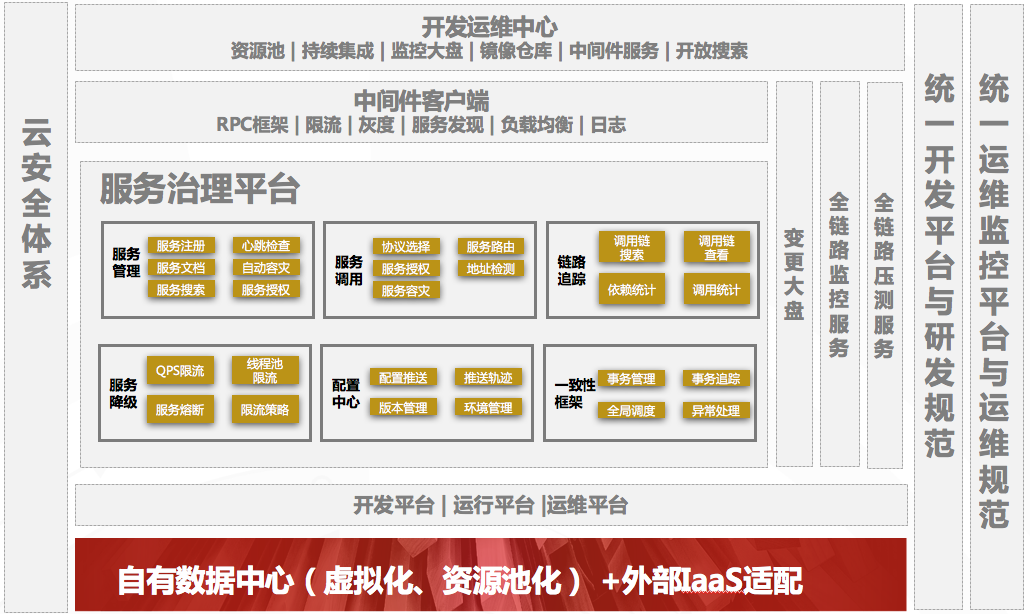 开发运维中心
资源池 | 持续集成 | 监控大盘 | 镜像仓库 | 中间件服务 | 开放搜索
中间件客户端
RPC框架 | 限流 | 灰度 | 服务发现 | 负载均衡 | 日志
云安全体系
服务治理平台
服务
管理
服务注册
心跳检查
服务文档
自动容灾
服务搜索
服务授权
服务
调用
协议选择
服务路由
服务授权
地址检测
服务容灾
链路
追踪
调用链
搜索
调用链
查看
依赖统计
调用统计
服务
降级
QPS限流
线程池
限流
服务熔断
限流策略
配置
中心
配置推送
推送轨迹
版本管理
环境管理
一致性
框架
事务管理
事务追踪
全局调度
异常处理
变更大盘
全链路监控服务
全链路压测服务
统一开发平台与研发规范
统一运维监控平台与运维规范
开发平台 | 运行平台 |运维平台
自有数据中心（虚拟化、资源池化） +外部IaaS适配